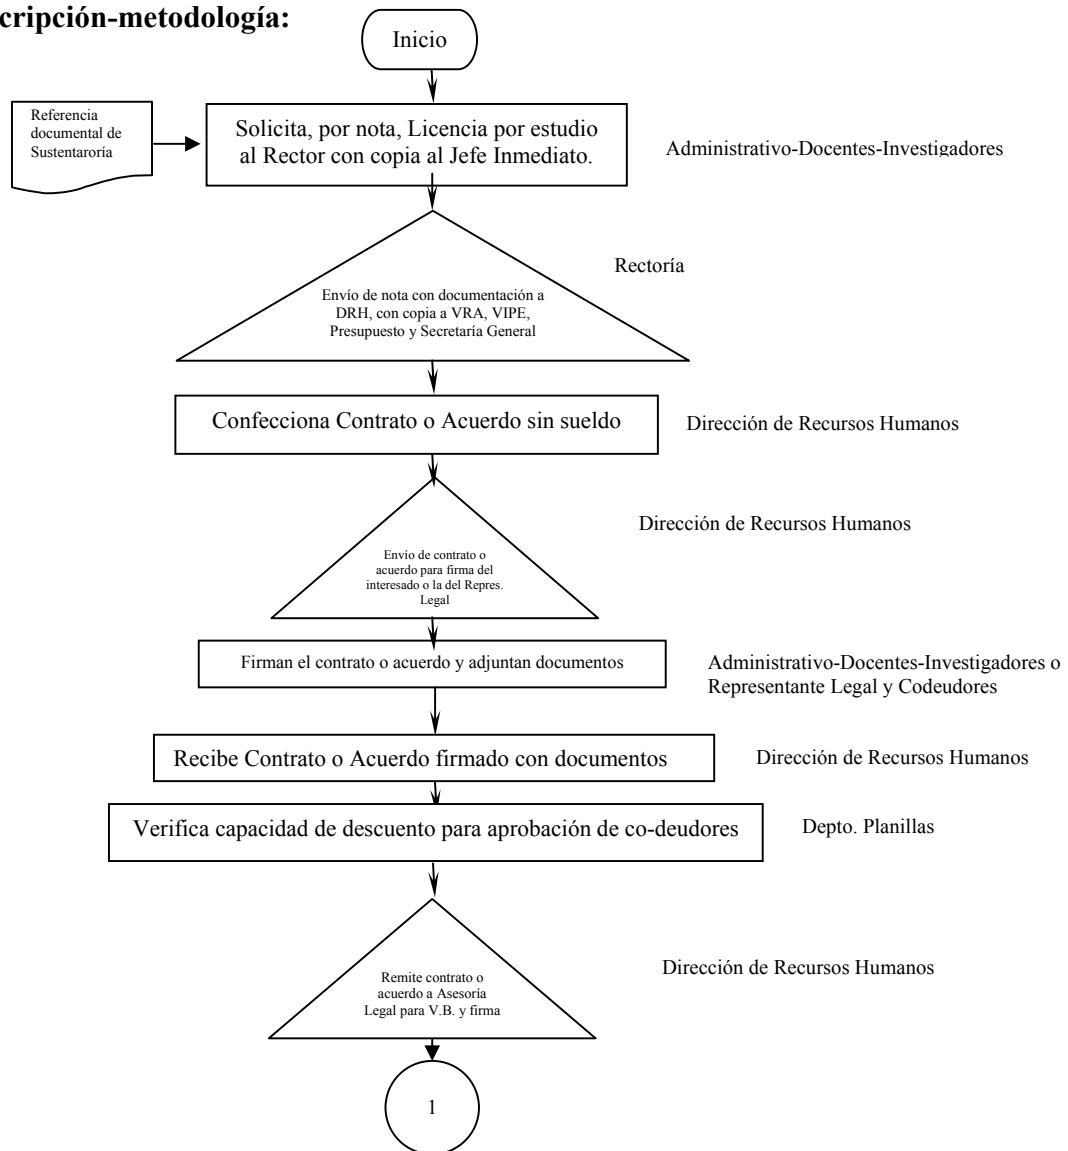 cripción-metodología:
Inicio
Referencia
documental de
Sustentaroría
Solicita, por nota, Licencia por estudio
al Rector con copia al Jefe Inmediato.
Administrativo-Docentes-Investigadores
Rectoría
Envío de nota con documentación a
DRH, con copia a VRA, VIPE,
Presupuesto y Secretaría General
Confecciona Contrato o Acuerdo sin sueldo
Dirección de Recursos Humanos
Dirección de Recursos Humanos
Envío de contrato o
acuerdo para firma del
interesado o la del Repres.
Legal
Firman el contrato o acuerdo y adjuntan documentos
Administrativo-Docentes-Investigadores o
Representante Legal y Codeudores
Recibe Contrato o Acuerdo firmado con documentos
Dirección de Recursos Humanos
Verifica capacidad de descuento para aprobación de co-deudores
Depto. Planillas
Dirección de Recursos Humanos
Remite contrato o
acuerdo a Asesoría
Legal para V.B. y firma
1